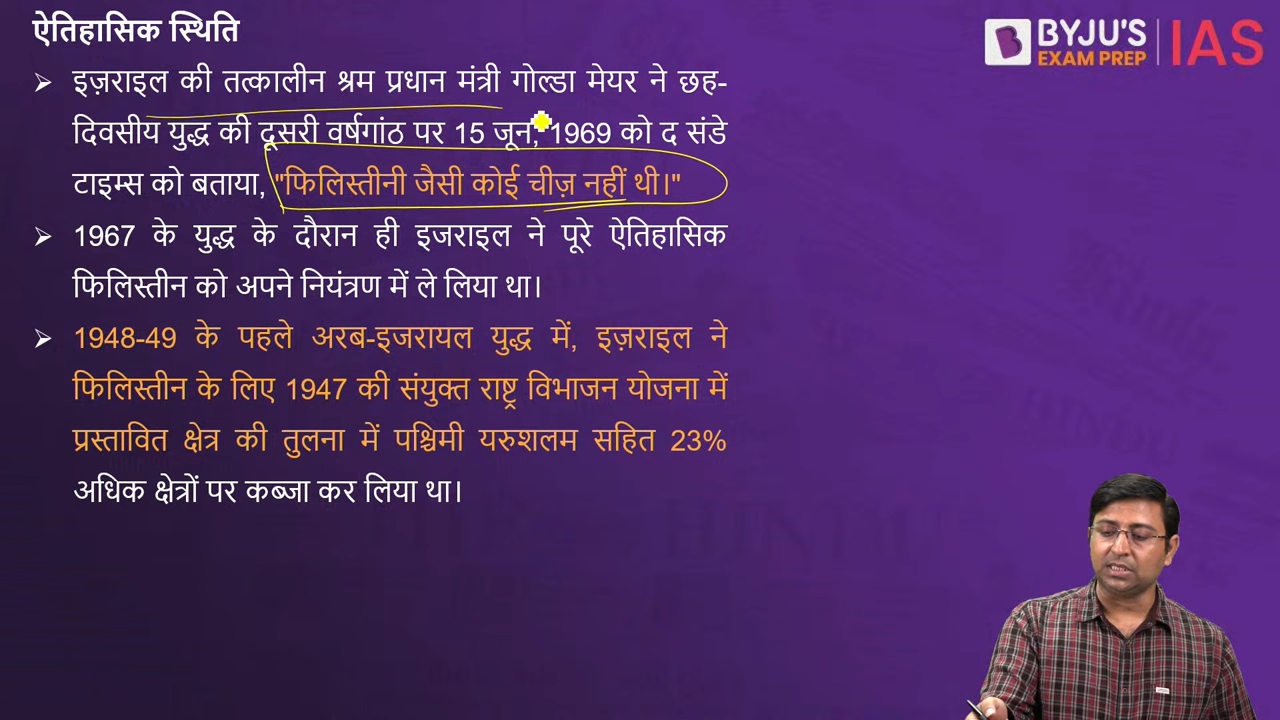 ऐतिहासिक स्थिति
BYJU'S
EXAM PREP
IAS
➢ इज़राइल की तत्कालीन श्रम प्रधान मंत्री गोल्डा मेयर ने छह-
दिवसीय युद्ध की दूसरी वर्षगांठ पर 15 जून, 1969 को द संडे
टाइम्स को बताया, "फिलिस्तीनी जैसी कोई चीज़ नहीं थी।"
➢ 1967 के युद्ध के दौरान ही इजराइल ने पूरे ऐतिहासिक
फिलिस्तीन को अपने नियंत्रण में ले लिया था।
➢ 1948-49 के पहले अरब-इजरायल युद्ध में, इज़राइल ने
फिलिस्तीन के लिए 1947 की संयुक्त राष्ट्र विभाजन योजना में
प्रस्तावित क्षेत्र की तुलना में पश्चिमी यरुशलम सहित 23%
अधिक क्षेत्रों पर कब्जा कर लिया था।